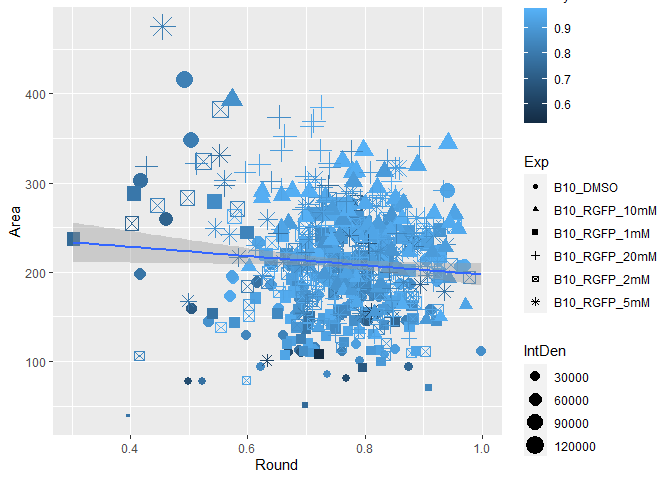 0.9
0.8
0.7
0.6
400
300
200
100
Area
0.4
0.6
0.8
1.0
Round
Exp
B10_DMSO
B10_RGFP_10mM
B10_RGFP_1mM
B10_RGFP_20mM
B10_RGFP_2mM
B10_RGFP_5mM
IntDen
30000
60000
90000
120000